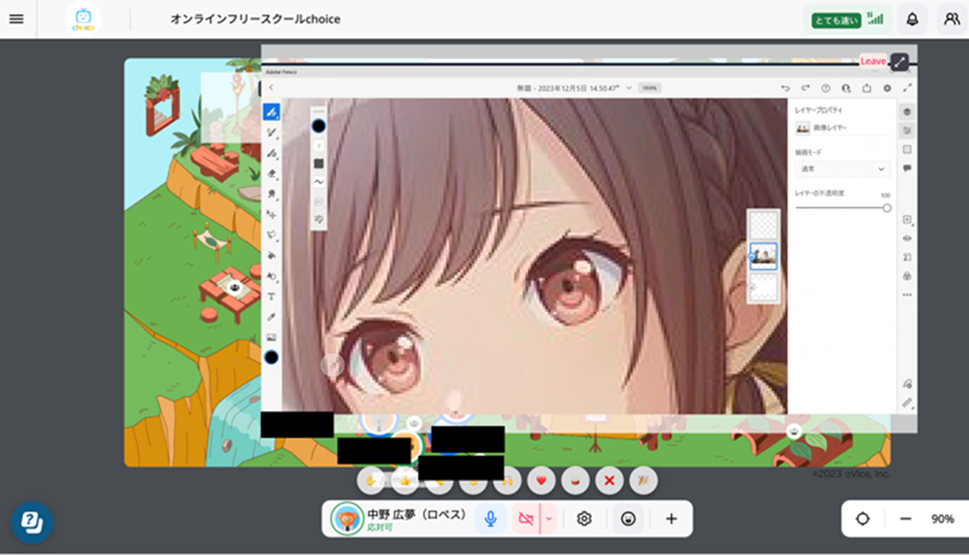 choice
オンラインフリースクールchoice
とても速い
Leave
Adobe Fresco
無題 - 2023年12月5日 14.50.47*
レイヤープロパティ
画像レイヤー
描画モード
通常
レイヤーの不透明度
100
©2023 oVice, Inc.
中野 広夢（ロペス）
応対可
90%